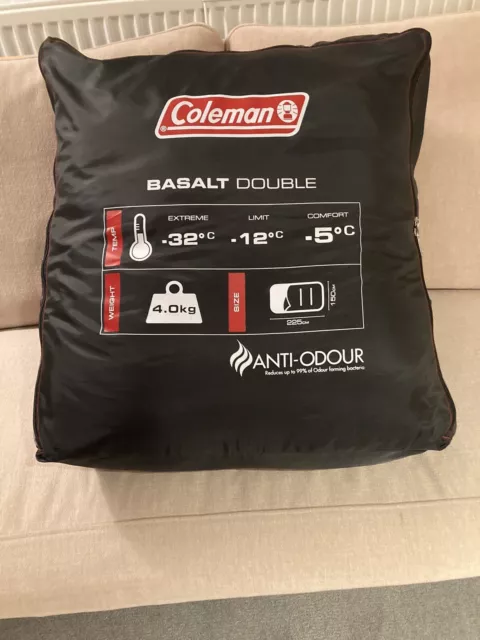 Coleman
BASALT DOUBLE
TEMP
EXTREME LIMIT COMFORT
-32°C -12°C -5°C
WEIGHT
4.0kg
SIZE
150cm
225cm
ANTI-ODOUR
Reduces up to 99% of Odour forming bacteria